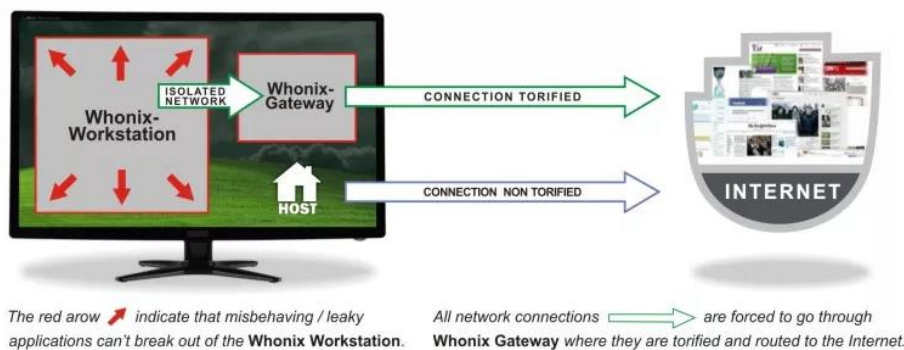 Whonix-
Workstation
ISOLATED
NETWORK
Whonix-
Gateway
HOST
CONNECTION TORIFIED
CONNECTION NON TORIFIED
INTERNET
The red arow indicate that misbehaving / leaky
applications can't break out of the Whonix Workstation.
All network connections are forced to go through
Whonix Gateway where they are torified and routed to the Internet.